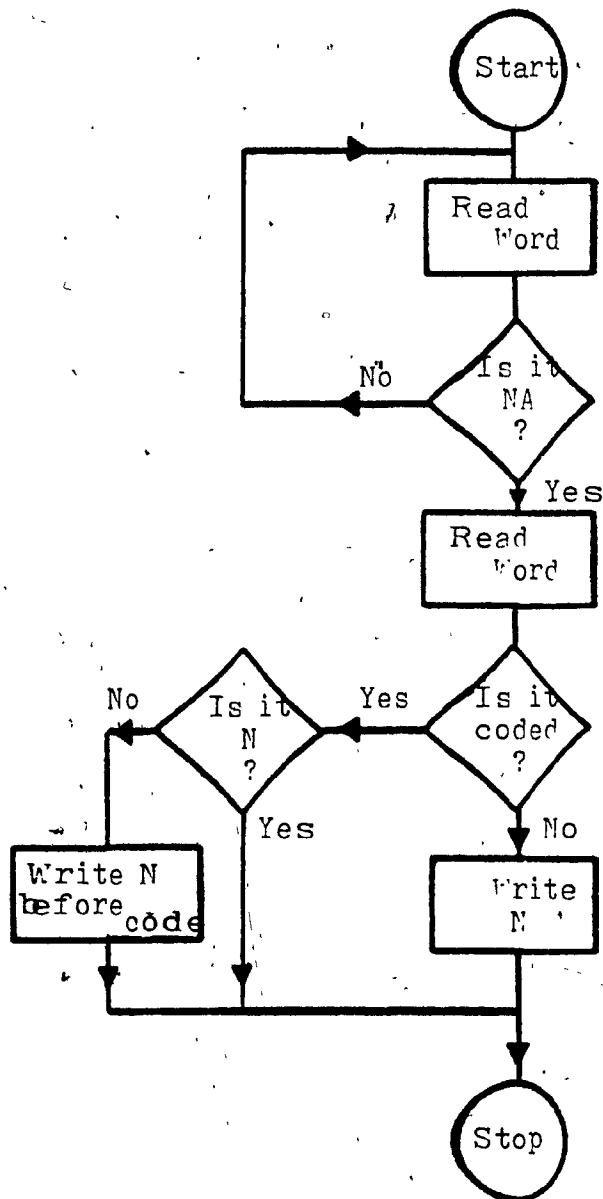 Start
Read
Word
No
Is it
NA
?
Yes
Read
Word
No
Is it
N
?
Yes
Is it
coded
?
Yes
No
Write N
before
code
Write
N
Stop